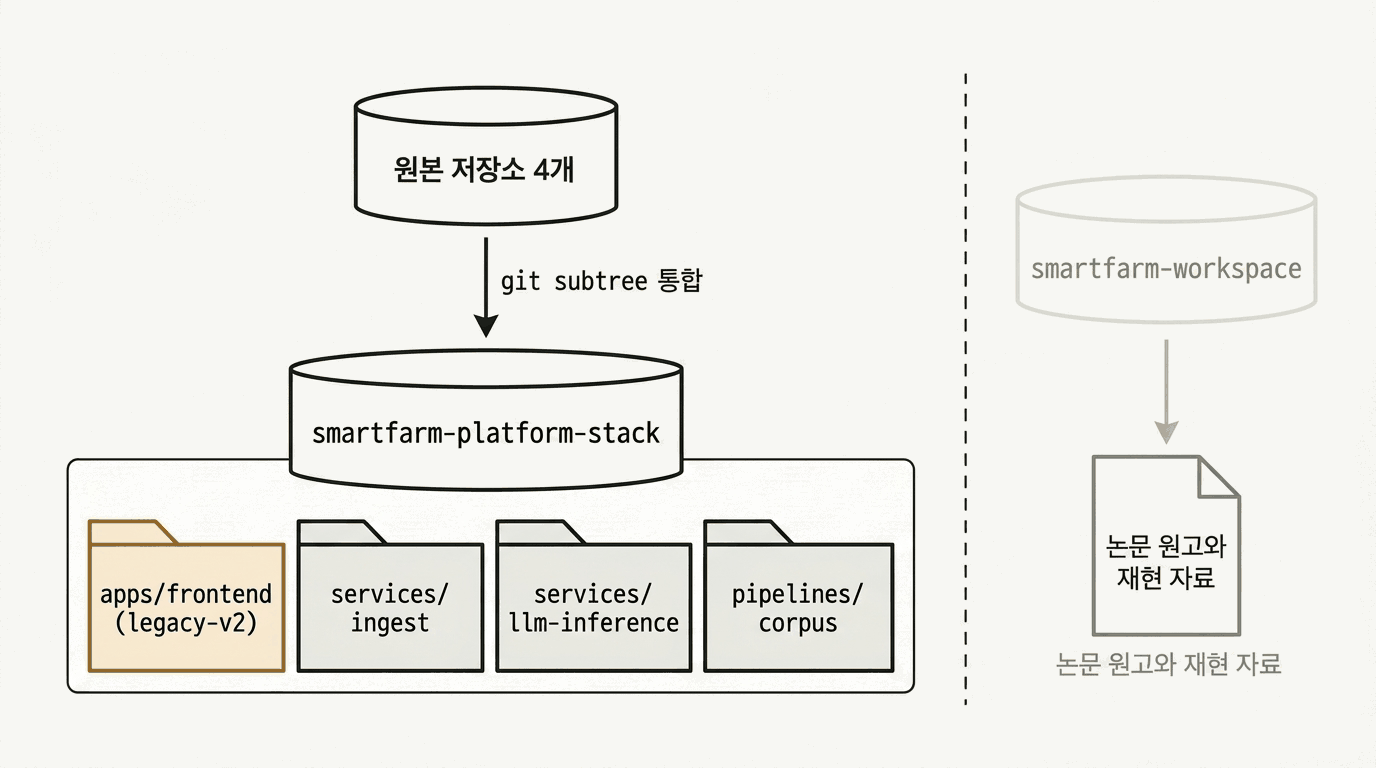 원본 저장소 4개
git subtree 통합
smartfarm-platform-stack
apps/frontend
(legacy-v2)
services/
ingest
services/
llm-inference
pipelines/
corpus
smartfarm-workspace
논문 원고와
재현 자료
논문 원고와 재현 자료